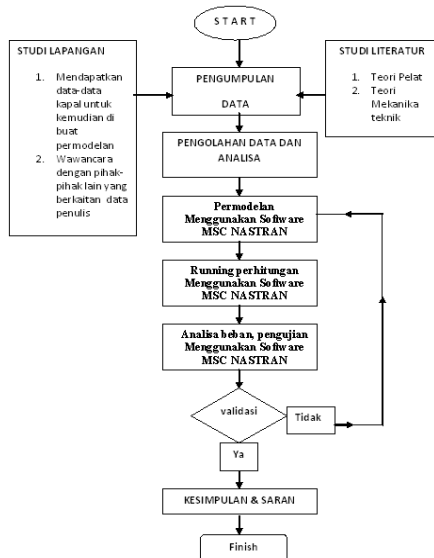 START
STUDI LAPANGAN
1. Mendapatkan
data-data
kapal untuk
kemudian di
buat
permodelan
2. Wawancara
dengan pihak-
pihak lain yang
berkaitan data
penulis
PENGUMPULAN
DATA
STUDI LITERATUR
1. Teori Pelat
2. Teori
Mekanika
teknik
PENGOLAHAN DATA DAN
ANALISA
Permodelan
Menggunakan Software
MSC NASTRAN
Running perhitungan
Menggunakan Software
MSC NASTRAN
Analisa beban, pengujian
Menggunakan Software
MSC NASTRAN
validasi
Tidak
Ya
KESIMPULAN & SARAN
Finish